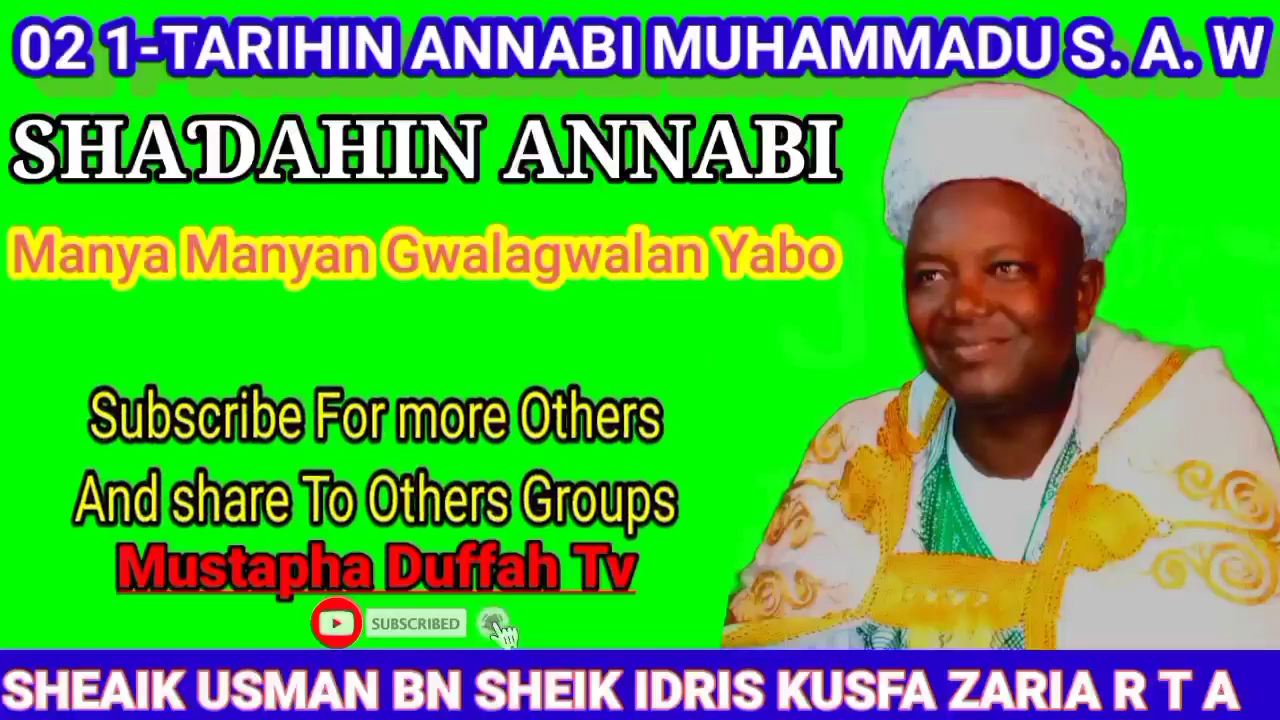 02 1-TARIHIN ANNABI MUHAMMADU S. A. W
SHAƊAHIN ANNABI
Manya Manyan Gwalagwalan Yabo
Subscribe For more Others
And share To Others Groups
Mustapha Duffah Tv
SUBSCRIBED
SHEAIK USMAN BN SHEIK IDRIS KUSFA ZARIA R T A